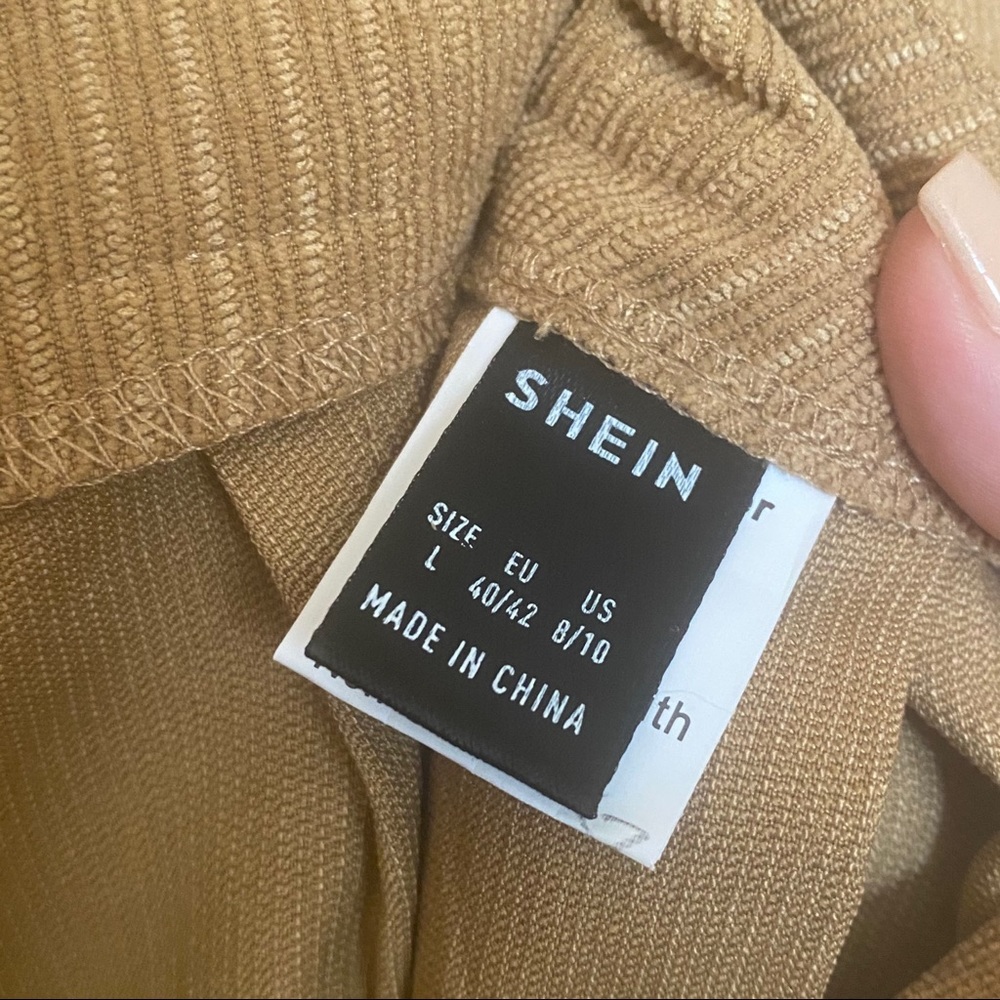 SHEIN
SIZE EU US
L 40/42 8/10
MADE IN CHINA